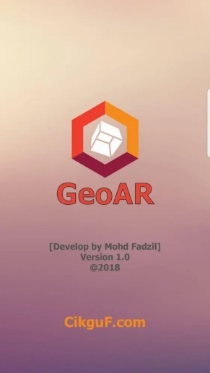 GeoAR
[Develop by Mohd Fadzil]
Version 1.0
@2018
CikguF.com